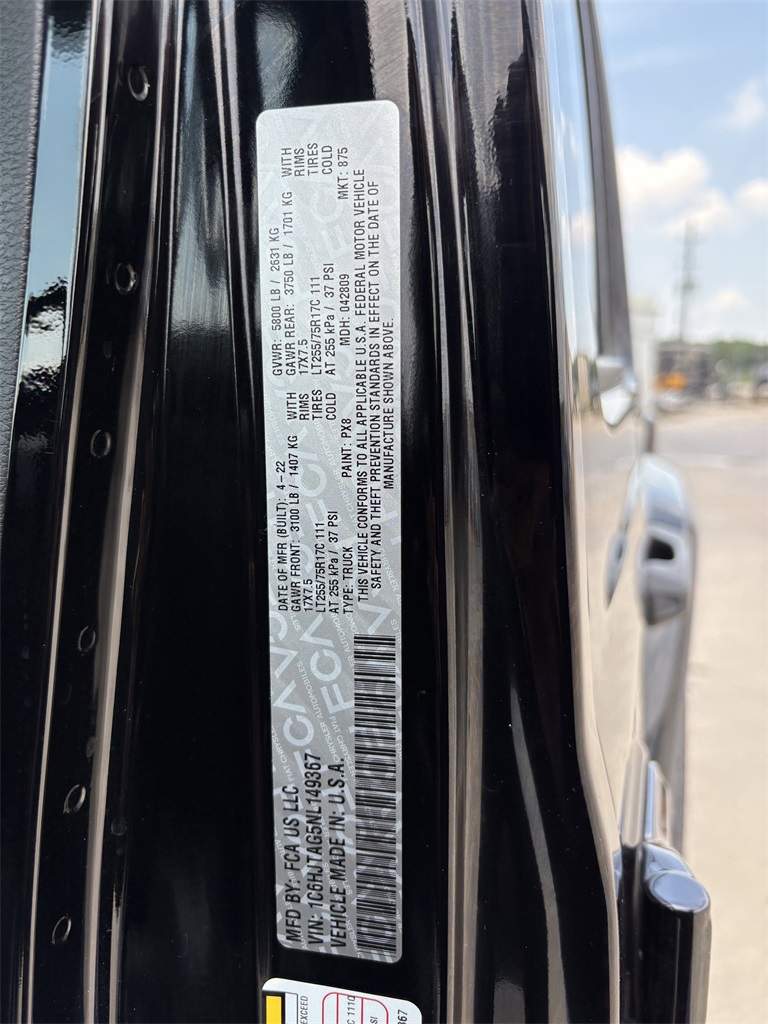 MFD BY: FCA US LLC
DATE OF MFR (BUILT): 4-22
GVWR: 5800 LB / 2631 KG
GAWR FRONT: 3100 LB / 1407 KG WITH
GAWR REAR: 3750 LB / 1701 KG WITH
17X7.5 RIMS
17X7.5 RIMS
LT255/75R17C 111 TIRES
LT255/75R17C 111 TIRES
AT 255 kPa / 37 PSI COLD
AT 255 kPa / 37 PSI COLD
VIN: 1C6HJTAG5NL149367
TYPE: TRUCK
PAINT: PX8
MDH: 042809
MKT: 875
VEHICLE MADE IN: U.S.A.
THIS VEHICLE CONFORMS TO ALL APPLICABLE U.S.A. FEDERAL MOTOR VEHICLE
SAFETY AND THEFT PREVENTION STANDARDS IN EFFECT ON THE DATE OF
MANUFACTURE SHOWN ABOVE.
EXCEED
C 111